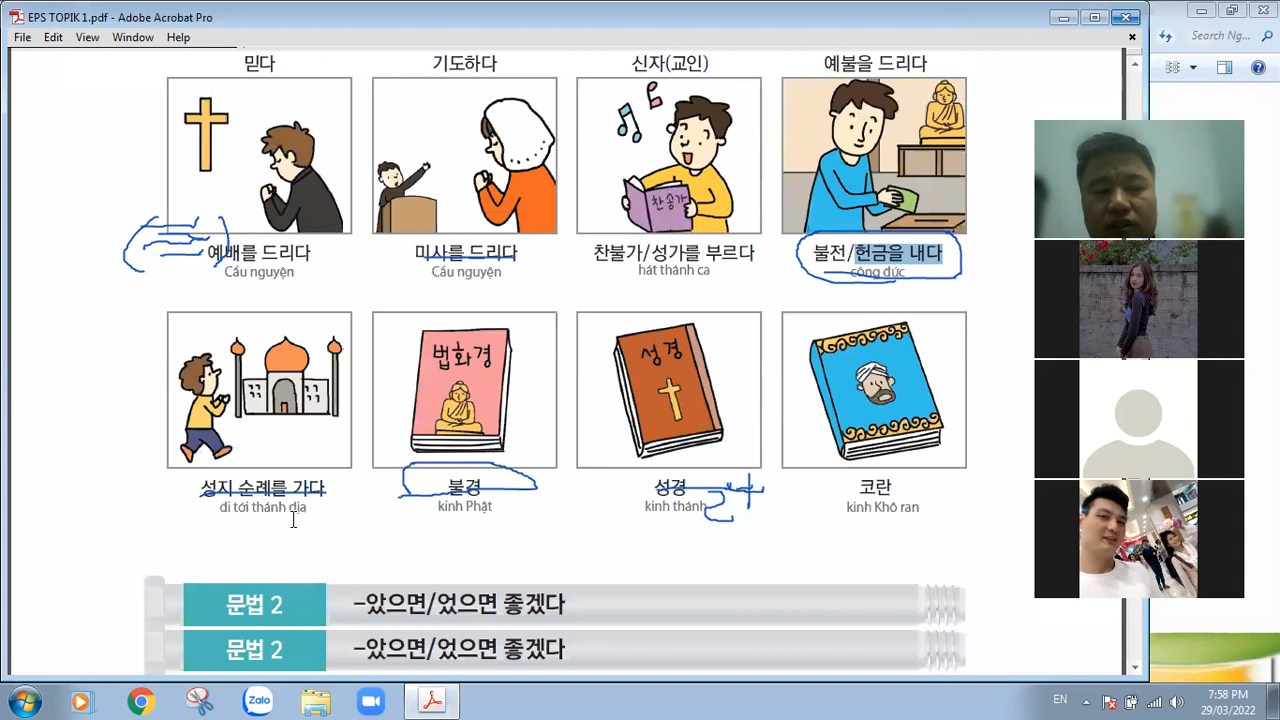 EPS TOPIK 1.pdf - Adobe Acrobat Pro
File Edit View Window Help
Search Ng...
믿다
기도하다
신자(교인)
예불을 드리다
찬송가
예배를 드리다
Cầu nguyện
미사를 드리다
Cầu nguyện
찬불가/성가를 부르다
hát thánh ca
불전/헌금을 내다
công đức
법화경
성경
성지 순례를 가다
đi tới thánh địa
불경
kinh Phật
성경
kinh thánh
코란
kinh Khô ran
문법 2 -았으면/었으면 좋겠다
문법 2 -았으면/었으면 좋겠다
Zalo
EN
7:58 PM
29/03/2022